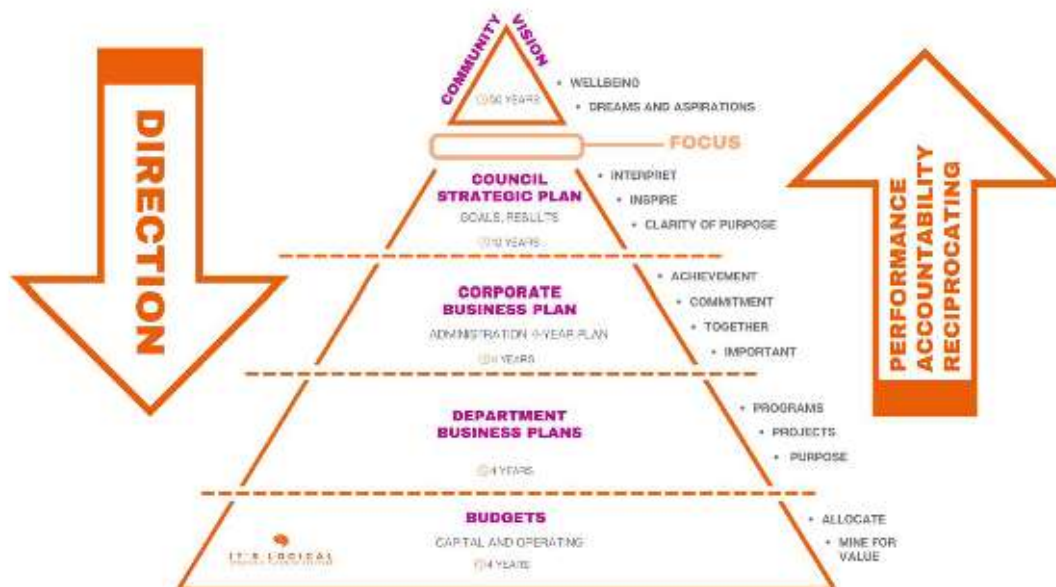 COMMUNITY VISION
50 YEARS
• WELLBEING
• DREAMS AND ASPIRATIONS
FOCUS
DIRECTION
COUNCIL
STRATEGIC PLAN
GOALS, RESULTS
10 YEARS
• INTERPRET
• INSPIRE
• CLARITY OF PURPOSE
PERFORMANCE
ACCOUNTABILITY
RECIPROCATING
CORPORATE
BUSINESS PLAN
ADMINISTRATION 4-YEAR PLAN
4 YEARS
• ACHIEVEMENT
• COMMITMENT
• TOGETHER
• IMPORTANT
DEPARTMENT
BUSINESS PLANS
4 YEARS
• PROGRAMS
• PROJECTS
• PURPOSE
BUDGETS
CAPITAL AND OPERATING
4 YEARS
• ALLOCATE
• MINE FOR
VALUE
IT'S LOGICAL